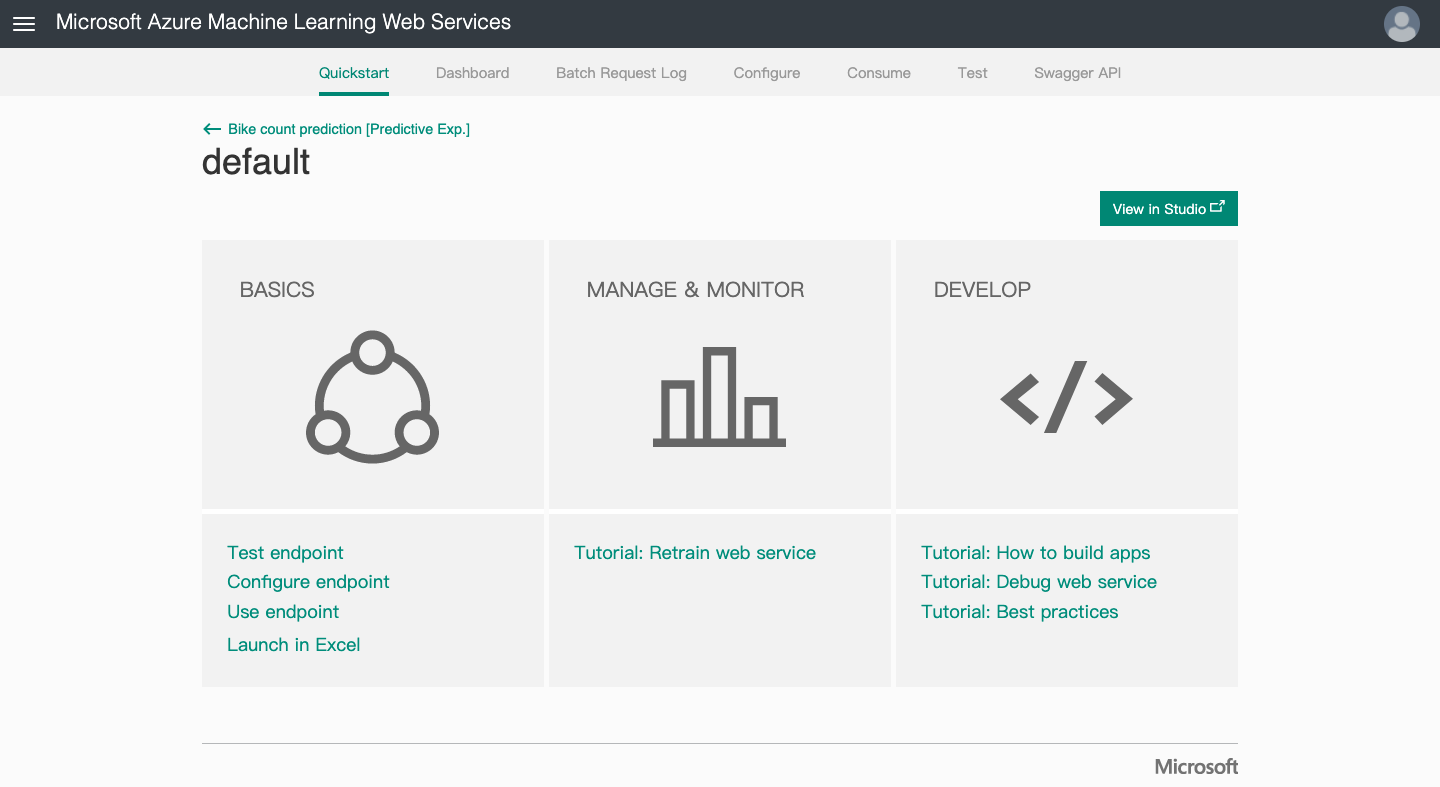 Microsoft Azure Machine Learning Web Services
Quickstart Dashboard Batch Request Log Configure Consume Test Swagger API
Bike count prediction [Predictive Exp.]
default
View in Studio
BASICS
MANAGE & MONITOR
DEVELOP
Test endpoint
Configure endpoint
Use endpoint
Launch in Excel
Tutorial: Retrain web service
Tutorial: How to build apps
Tutorial: Debug web service
Tutorial: Best practices
Microsoft